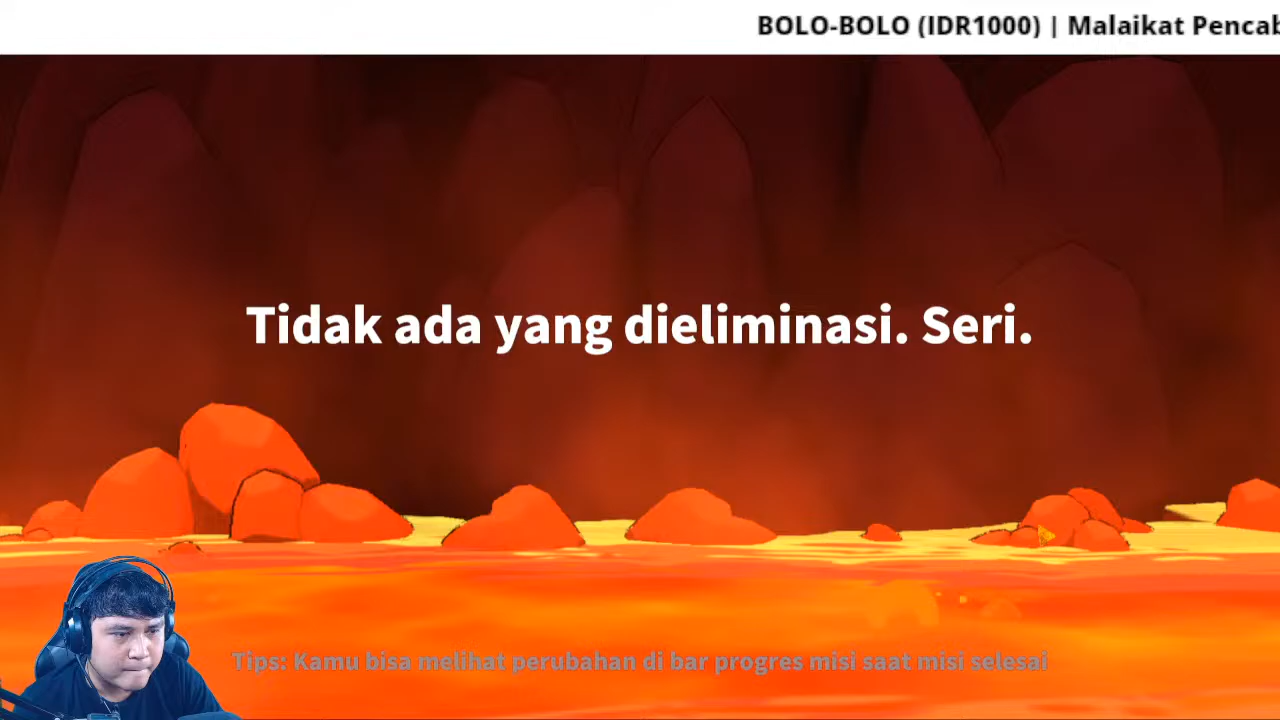 BOLO-BOLO (IDR1000) | Malaikat Pencab
Tidak ada yang dieliminasi. Seri.
Tips: Kamu bisa melihat perubahan di bar progres misi saat misi selesai